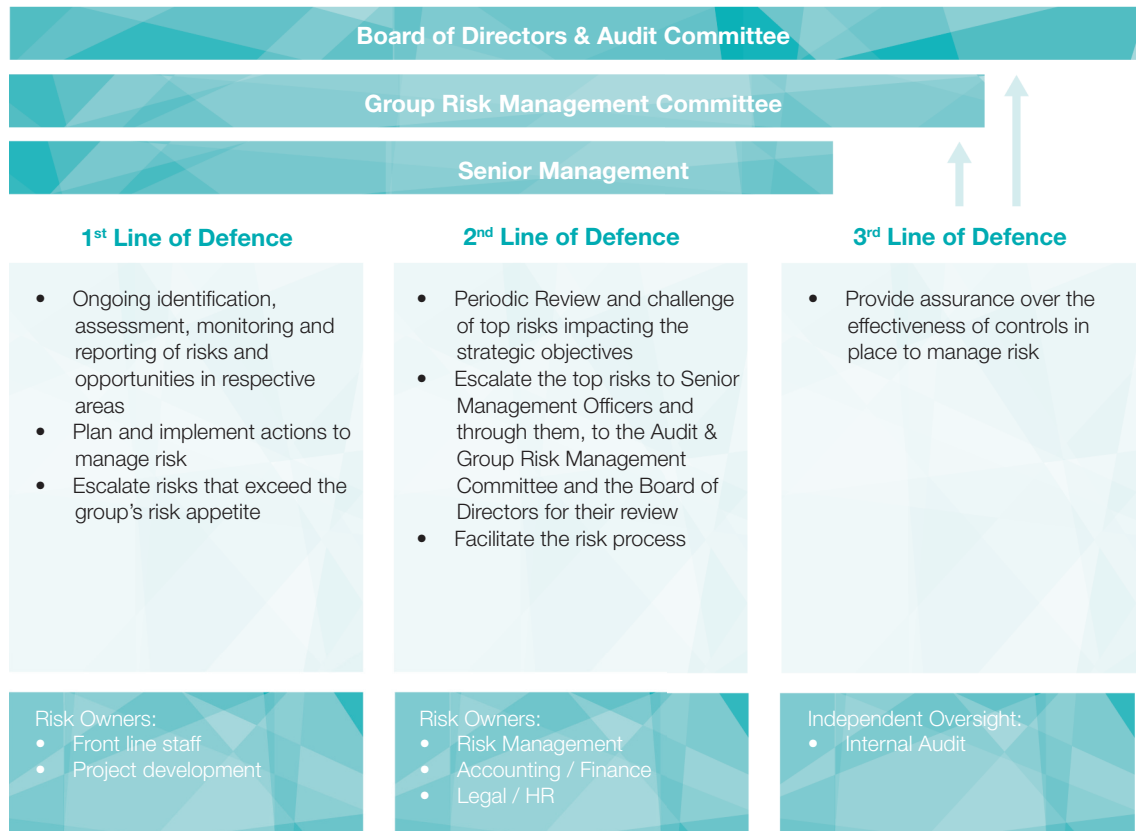 Board of Directors & Audit Committee
Group Risk Management Committee
Senior Management
1st Line of Defence
• Ongoing identification,
assessment, monitoring and
reporting of risks and
opportunities in respective
areas
• Plan and implement actions to
manage risk
• Escalate risks that exceed the
group's risk appetite
Risk Owners:
• Front line staff
• Project development
2nd Line of Defence
• Periodic Review and challenge
of top risks impacting the
strategic objectives
• Escalate the top risks to Senior
Management Officers and
through them, to the Audit &
Group Risk Management
Committee and the Board of
Directors for their review
• Facilitate the risk process
Risk Owners:
• Risk Management
• Accounting / Finance
• Legal / HR
3rd Line of Defence
• Provide assurance over the
effectiveness of controls in
place to manage risk
Independent Oversight:
• Internal Audit